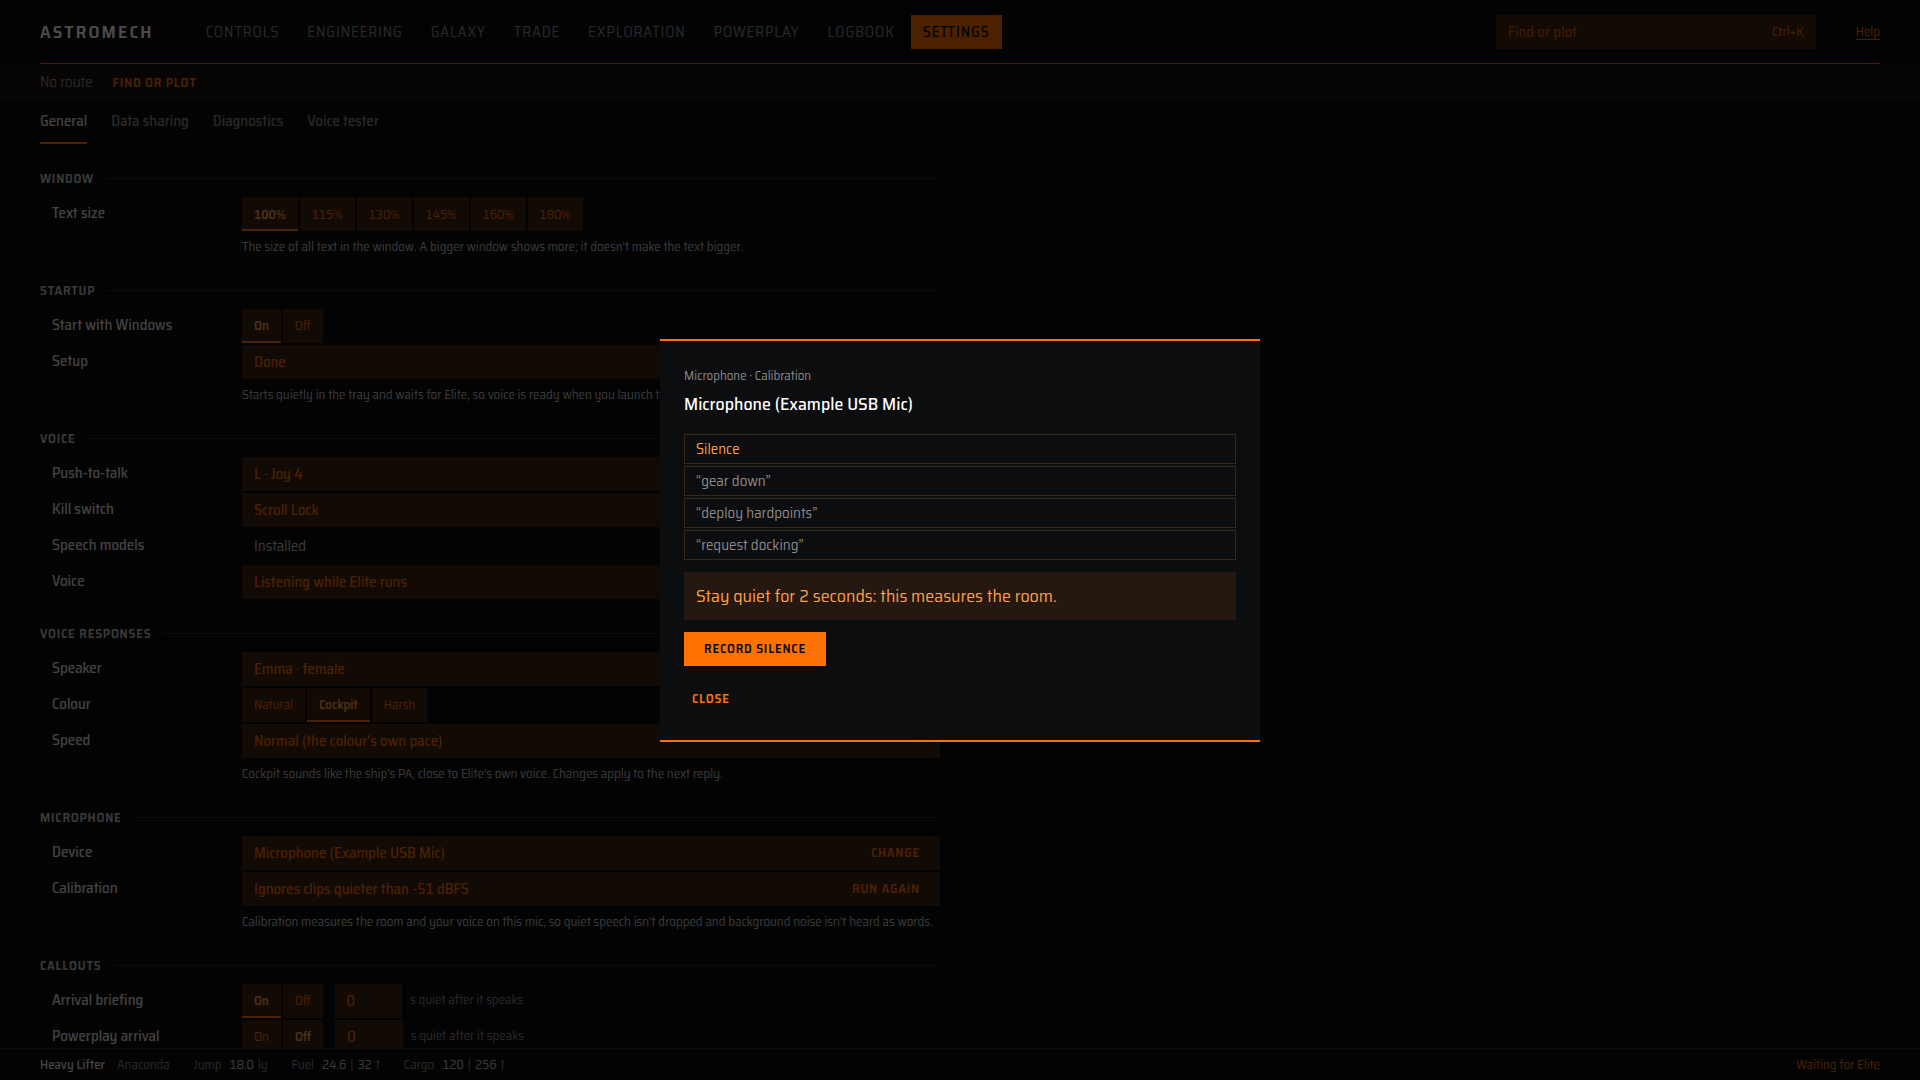 ASTROMECH CONTROLS ENGINEERING GALAXY TRADE EXPLORATION POWERPLAY LOGBOOK SETTINGS Find or plot Ctrl+K Help
No route FIND OR PLOT
General Data sharing Diagnostics Voice tester
WINDOW
Text size 100% 115% 130% 145% 160% 180%
The size of all text in the window. A bigger window shows more; it doesn't make the text bigger.
STARTUP
Start with Windows On Off
Setup Done
Starts quietly in the tray and waits for Elite, so voice is ready when you launch
VOICE
Push-to-talk L · Joy 4
Kill switch Scroll Lock
Speech models Installed
Voice Listening while Elite runs
VOICE RESPONSES
Speaker Emma · female
Colour Natural Cockpit Harsh
Speed Normal (the colour's own pace)
Cockpit sounds like the ship's PA, close to Elite's own voice. Changes apply to the next reply.
MICROPHONE
Device Microphone (Example USB Mic) CHANGE
Calibration Ignores clips quieter than -51 dBFS RUN AGAIN
Calibration measures the room and your voice on this mic, so quiet speech isn't dropped and background noise isn't heard as words.
CALLOUTS
Arrival briefing On Off 0 s quiet after it speaks
Powerplay arrival On Off 0 s quiet after it speaks
Microphone · Calibration
Microphone (Example USB Mic)
Silence
“gear down”
“deploy hardpoints”
“request docking”
Stay quiet for 2 seconds: this measures the room.
RECORD SILENCE
CLOSE
Heavy Lifter Anaconda Jump 18.0 ly Fuel 24.6 | 32 t Cargo 120 | 256 t Waiting for Elite